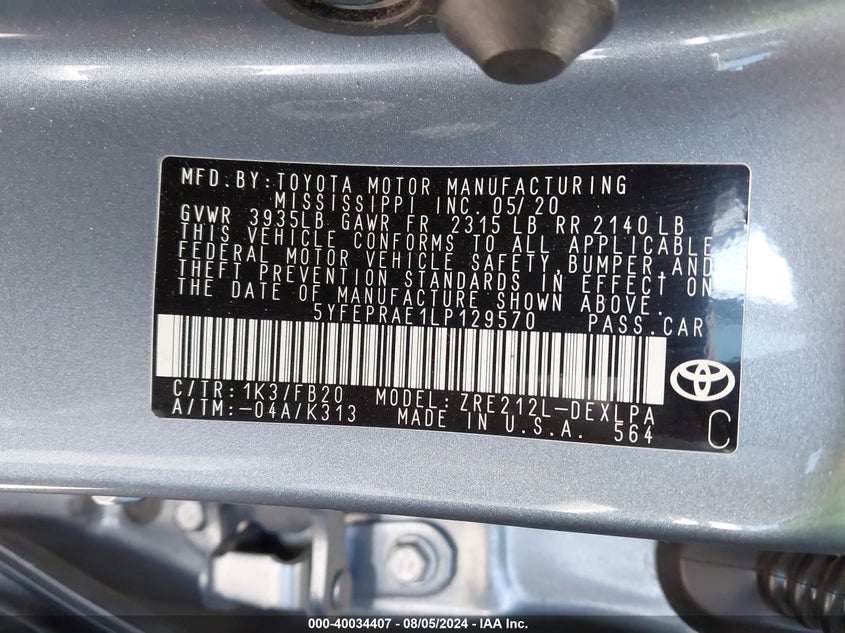 MFD.BY:TOYOTA MOTOR MANUFACTURING
MISSISSIPPI INC.05/20
GVWR 3935LB GAWR FR 2315LB RR 2140LB
THIS VEHICLE CONFORMS TO ALL APPLICABLE
FEDERAL MOTOR VEHICLE SAFETY,BUMPER,AND
THEFT PREVENTION STANDARDS IN EFFECT ON
THE DATE OF MANUFACTURE SHOWN ABOVE.
5YFEPRAE1LP129570 PASS.CAR
C/TR:1K3/FB20 MODEL:ZRE212L-DEXLPA
A/TM:-04A/K313 MADE IN U.S.A. 564
C
000-40034407 - 08/05/2024 - IAA Inc.